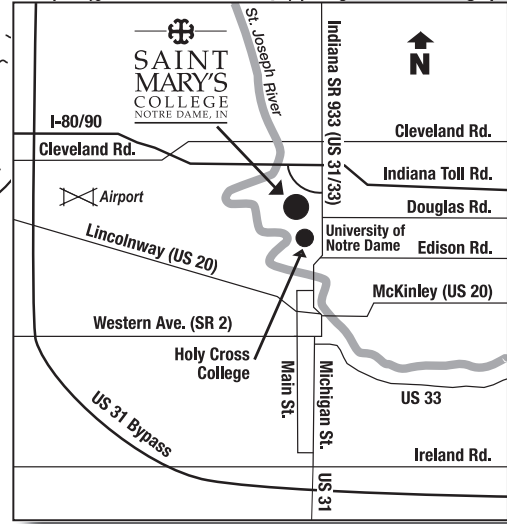 SAINT
MARY'S
COLLEGE
NOTRE DAME, IN
St. Joseph River
Indiana SR 933 (US 31/33)
N
I-80/90
Cleveland Rd.
Cleveland Rd.
Indiana Toll Rd.
Airport
Douglas Rd.
University of
Notre Dame
Edison Rd.
Lincolnway (US 20)
McKinley (US 20)
Western Ave. (SR 2)
Holy Cross
College
Main St.
Michigan St.
US 33
US 31 Bypass
Ireland Rd.
US 31